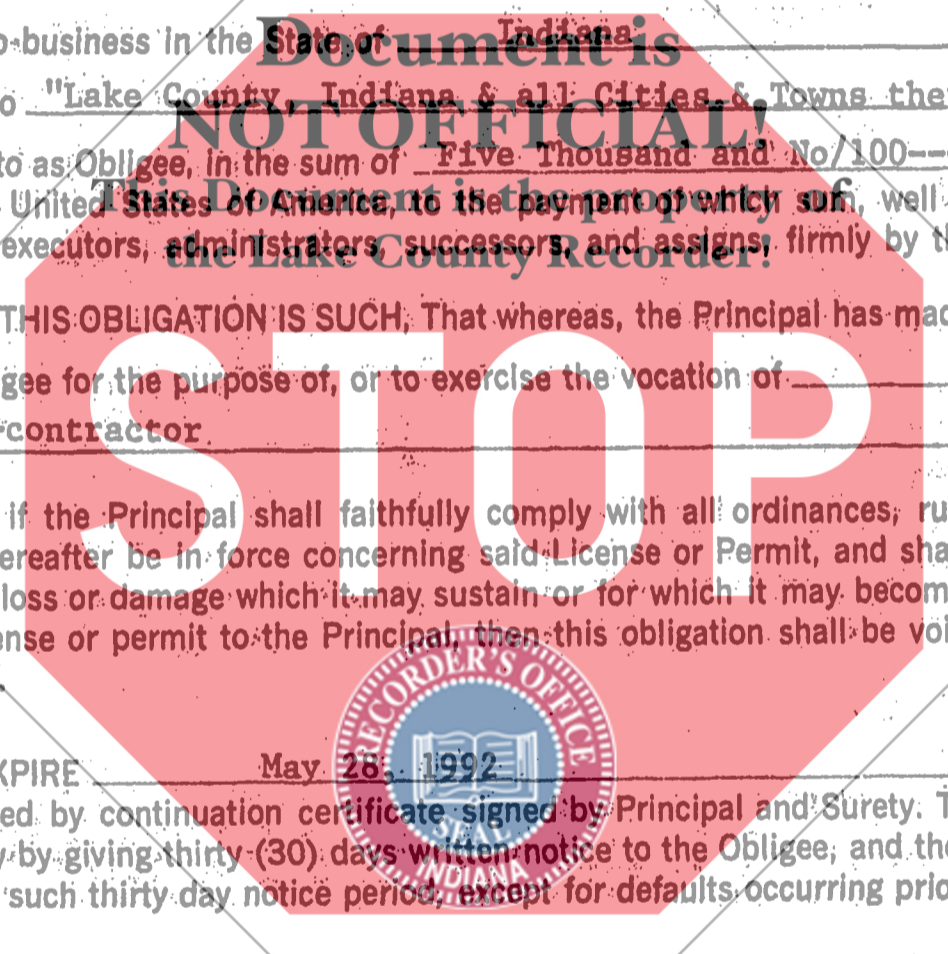 business in the State of Indiana
Document is
"Lake County, Indiana & all Cities & Towns the
NOT OFFICIAL!
to as Obligee, in the sum of Five Thousand and No/100---
This Document is the property of
United States of America, to the payment of which sum, well
executors, administrators, successors, and assigns, firmly by th
the Lake County Recorder!
THIS OBLIGATION IS SUCH, That whereas, the Principal has mad
STOP
gee for the purpose of, or to exercise the vocation of
contractor
if the Principal shall faithfully comply with all ordinances, ru
ereafter be in force concerning said License or Permit, and sha
loss or damage which it may sustain or for which it may becom
ense or permit to the Principal, then this obligation shall be voi
RECORDER'S OFFICE
XPIRE May 28, 1992
ed by continuation certificate signed by Principal and Surety. T
SEAL
y by giving thirty (30) days written notice to the Obligee, and the
INDIANA
such thirty day notice period, except for defaults occurring prio